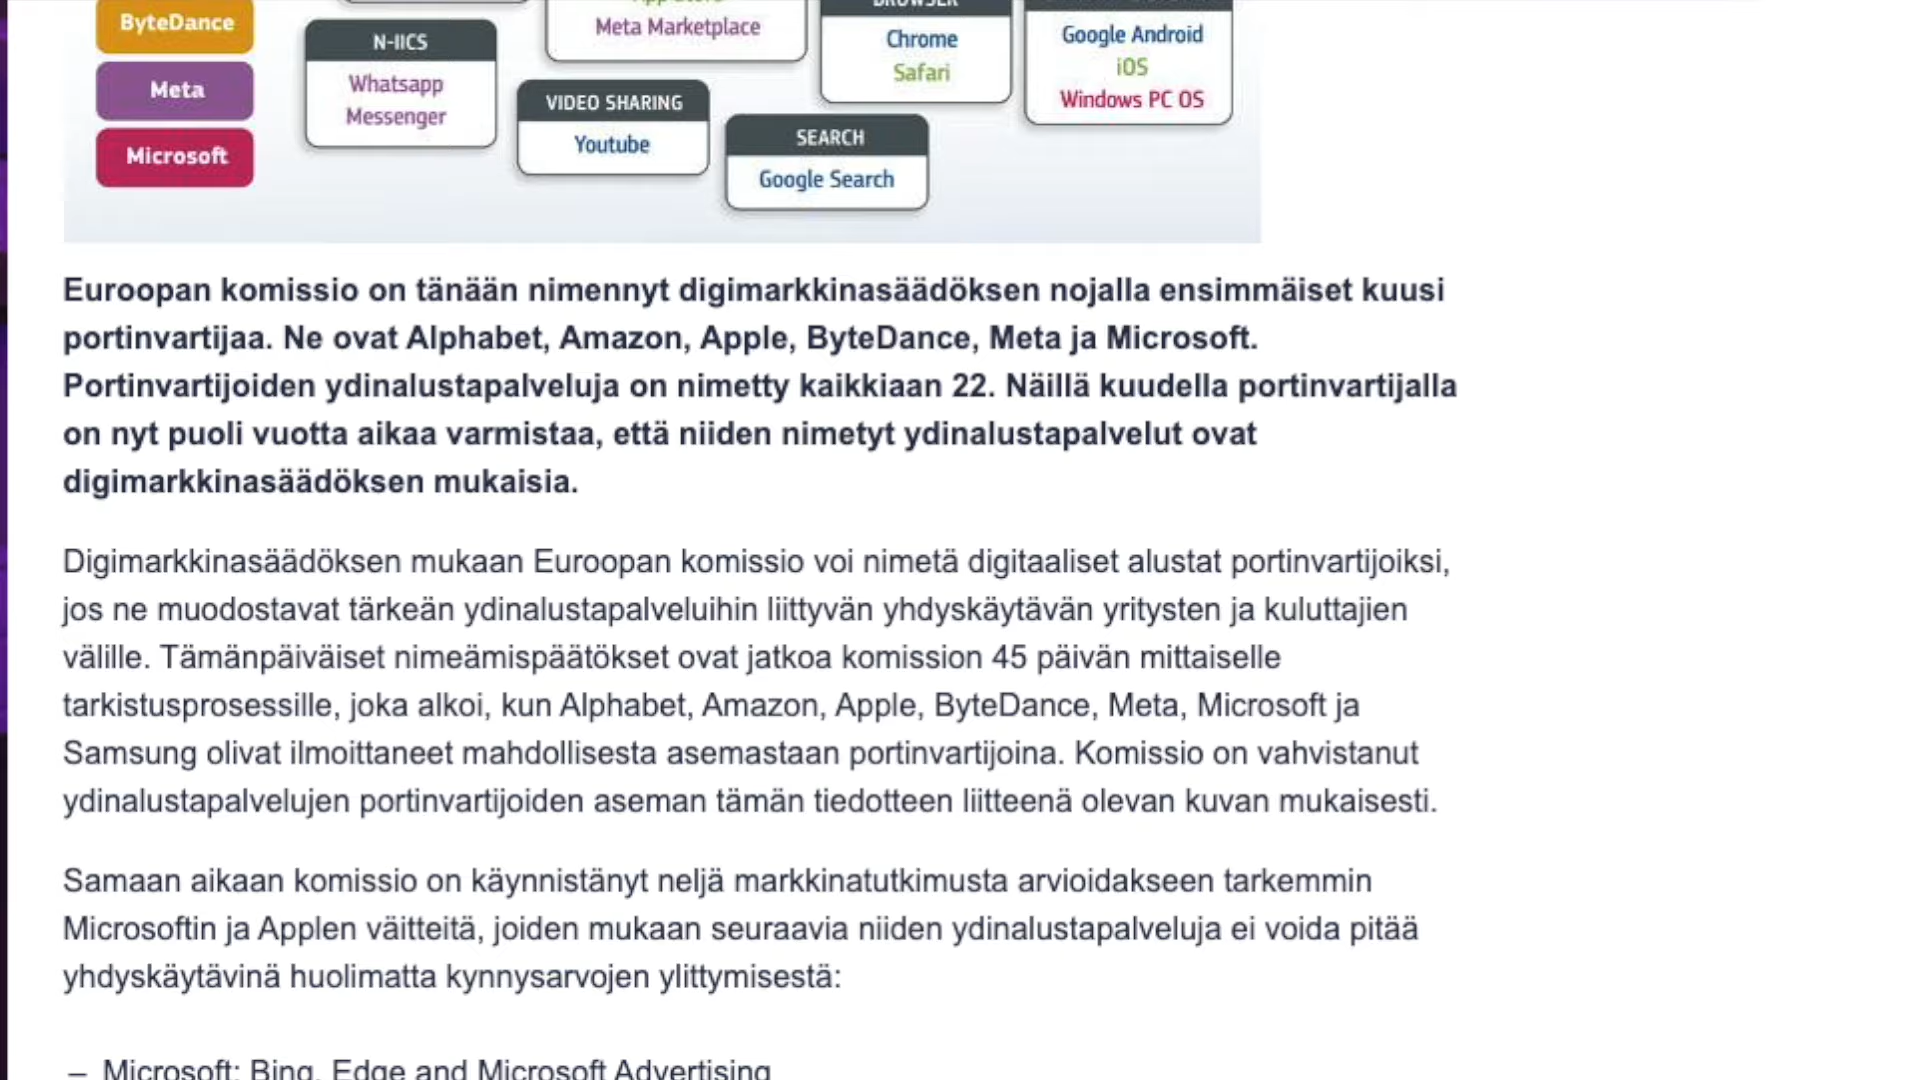 ByteDance
Meta
Microsoft
N-IICS
Whatsapp
Messenger
Meta Marketplace
VIDEO SHARING
Youtube
SEARCH
Google Search
BROWSER
Chrome
Safari
Google Android
iOS
Windows PC OS
Euroopan komissio on tänään nimennyt digimarkkinasäädöksen nojalla ensimmäiset kuusi
portinvartijaa. Ne ovat Alphabet, Amazon, Apple, ByteDance, Meta ja Microsoft.
Portinvartijoiden ydinalustapalveluja on nimetty kaikkiaan 22. Näillä kuudella portinvartijalla
on nyt puoli vuotta aikaa varmistaa, että niiden nimetyt ydinalustapalvelut ovat
digimarkkinasäädöksen mukaisia.
Digimarkkinasäädöksen mukaan Euroopan komissio voi nimetä digitaaliset alustat portinvartijoiksi,
jos ne muodostavat tärkeän ydinalustapalveluihin liittyvän yhdyskäytävän yritysten ja kuluttajien
välille. Tämänpäiväiset nimeämispäätökset ovat jatkoa komission 45 päivän mittaiselle
tarkistusprosessille, joka alkoi, kun Alphabet, Amazon, Apple, ByteDance, Meta, Microsoft ja
Samsung olivat ilmoittaneet mahdollisesta asemastaan portinvartijoina. Komissio on vahvistanut
ydinalustapalvelujen portinvartijoiden aseman tämän tiedotteen liitteenä olevan kuvan mukaisesti.
Samaan aikaan komissio on käynnistänyt neljä markkinatutkimusta arvioidakseen tarkemmin
Microsoftin ja Applen väitteitä, joiden mukaan seuraavia niiden ydinalustapalveluja ei voida pitää
yhdyskäytävinä huolimatta kynnysarvojen ylittymisestä:
– Microsoft: Bing, Edge and Microsoft Advertising